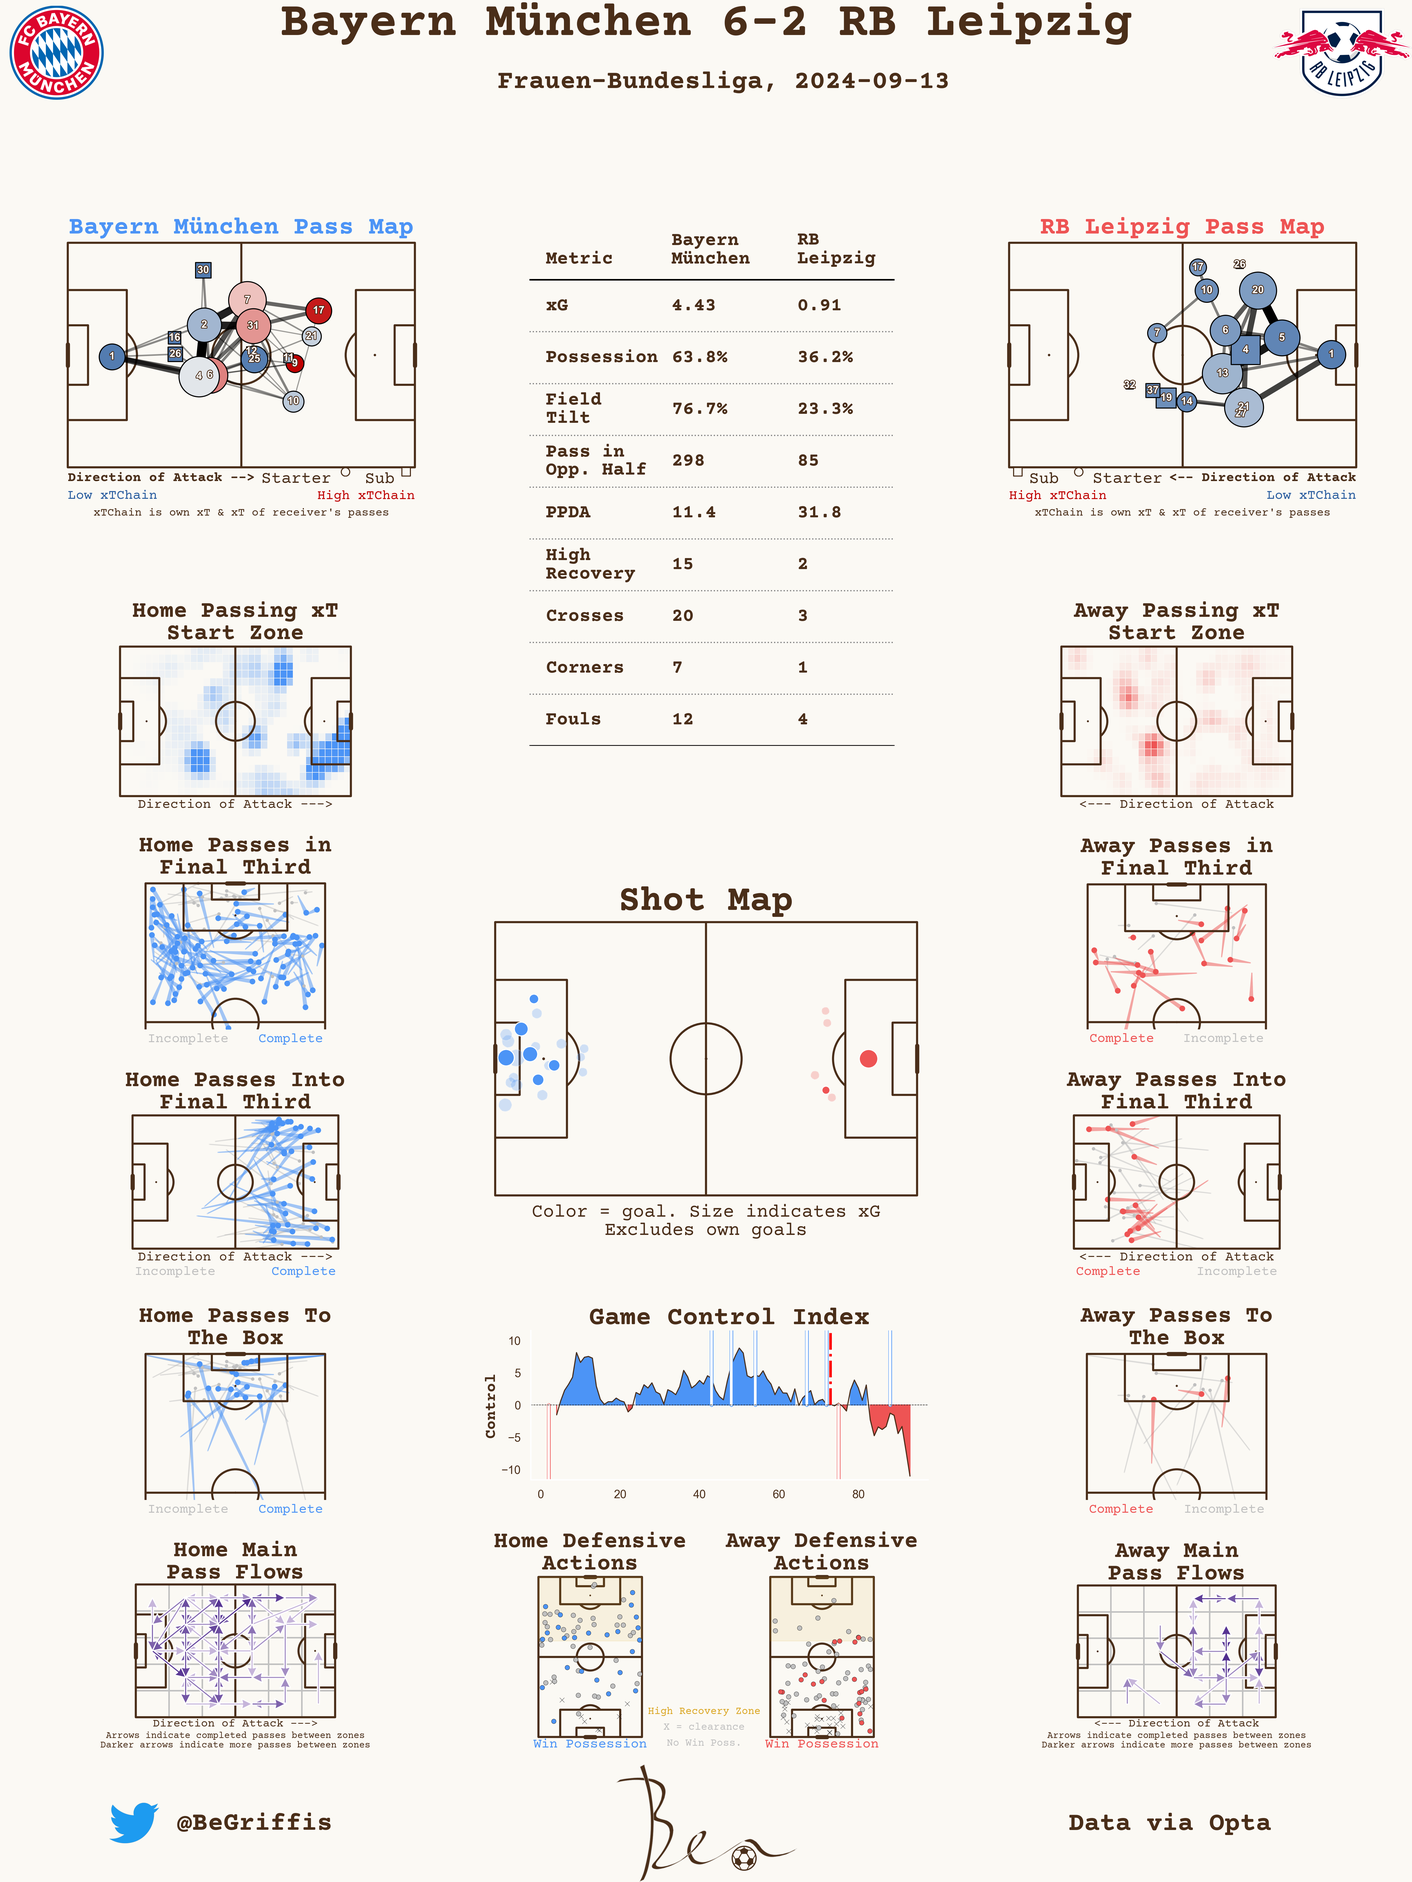 Bayern München 6-2 RB Leipzig
Frauen-Bundesliga, 2024-09-13
FC BAYERN
MÜNCHEN
RB LEIPZIG
Bayern München Pass Map
30
7
17
2
31
21
16
26
12
25
11
9
1
4
6
10
Direction of Attack --> Starter Sub
Low xTChain High xTChain
xTChain is own xT & xT of receiver's passes
Metric Bayern München RB Leipzig
xG 4.43 0.91
Possession 63.8% 36.2%
Field Tilt 76.7% 23.3%
Pass in Opp. Half 298 85
PPDA 11.4 31.8
High Recovery 15 2
Crosses 20 3
Corners 7 1
Fouls 12 4
RB Leipzig Pass Map
17
26
10
20
7
6
5
4
1
13
32
37
19
14
21
27
Sub Starter <-- Direction of Attack
High xTChain Low xTChain
xTChain is own xT & xT of receiver's passes
Home Passing xT
Start Zone
Direction of Attack --->
Away Passing xT
Start Zone
<--- Direction of Attack
Home Passes in
Final Third
Incomplete Complete
Away Passes in
Final Third
Complete Incomplete
Shot Map
Color = goal. Size indicates xG
Excludes own goals
Home Passes Into
Final Third
Direction of Attack --->
Incomplete Complete
Away Passes Into
Final Third
<--- Direction of Attack
Complete Incomplete
Home Passes To
The Box
Incomplete Complete
Game Control Index
Control
10
5
0
−5
−10
0 20 40 60 80
Away Passes To
The Box
Complete Incomplete
Home Main
Pass Flows
Direction of Attack --->
Arrows indicate completed passes between zones
Darker arrows indicate more passes between zones
Home Defensive
Actions
Win Possession
Away Defensive
Actions
Win Possession
High Recovery Zone
X = clearance
No Win Poss.
Away Main
Pass Flows
<--- Direction of Attack
Arrows indicate completed passes between zones
Darker arrows indicate more passes between zones
@BeGriffis
Ben
Data via Opta